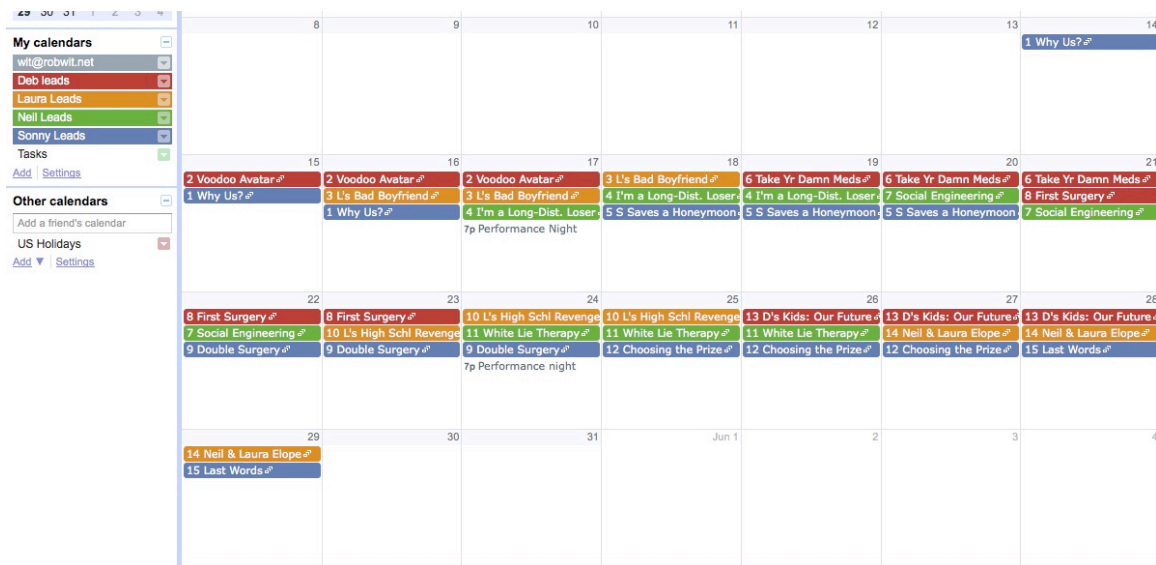 29 30 31 1 2 3 4
My calendars
wit@robwit.net
Deb leads
Laura Leads
Neil Leads
Sonny Leads
Tasks
Add Settings
Other calendars
Add a friend's calendar
US Holidays
Add ▼ Settings
8 9 10 11 12 13 14
1 Why Us?
15 16 17 18 19 20 21
2 Voodoo Avatar 2 Voodoo Avatar 2 Voodoo Avatar 3 L's Bad Boyfriend 6 Take Yr Damn Meds 6 Take Yr Damn Meds 6 Take Yr Damn Meds
1 Why Us? 3 L's Bad Boyfriend 3 L's Bad Boyfriend 4 I'm a Long-Dist. Loser 4 I'm a Long-Dist. Loser 7 Social Engineering 8 First Surgery
1 Why Us? 4 I'm a Long-Dist. Loser 5 S Saves a Honeymoon 5 S Saves a Honeymoon 5 S Saves a Honeymoon 7 Social Engineering
7p Performance Night
22 23 24 25 26 27 28
8 First Surgery 8 First Surgery 10 L's High Schl Revenge 10 L's High Schl Revenge 13 D's Kids: Our Future 13 D's Kids: Our Future 13 D's Kids: Our Future
7 Social Engineering 10 L's High Schl Revenge 11 White Lie Therapy 11 White Lie Therapy 11 White Lie Therapy 14 Neil & Laura Elope 14 Neil & Laura Elope
9 Double Surgery 9 Double Surgery 9 Double Surgery 12 Choosing the Prize 12 Choosing the Prize 12 Choosing the Prize 15 Last Words
7p Performance night
29 30 31 Jun 1 2 3 4
14 Neil & Laura Elope
15 Last Words